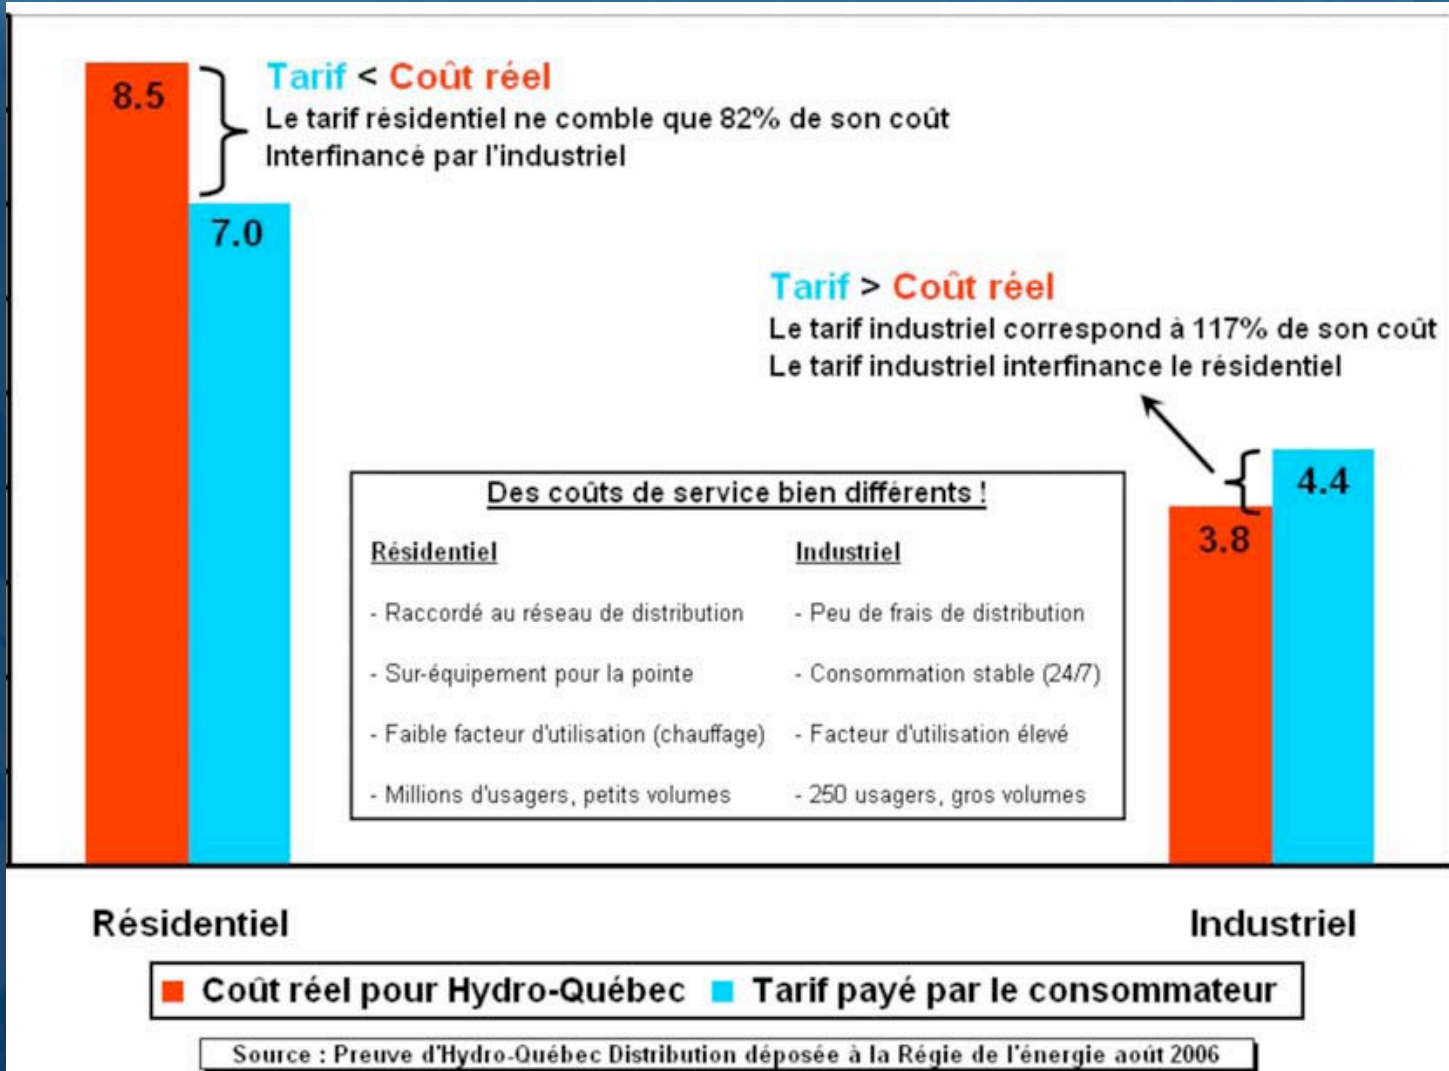 8.5
7.0
Tarif < Coût réel
Le tarif résidentiel ne comble que 82% de son coût
Interfinancé par l'industriel
Tarif > Coût réel
Le tarif industriel correspond à 117% de son coût
Le tarif industriel interfinance le résidentiel
3.8
4.4
Des coûts de service bien différents !
Résidentiel
- Raccordé au réseau de distribution
- Sur-équipement pour la pointe
- Faible facteur d'utilisation (chauffage)
- Millions d'usagers, petits volumes
Industriel
- Peu de frais de distribution
- Consommation stable (24/7)
- Facteur d'utilisation élevé
- 250 usagers, gros volumes
Résidentiel
Industriel
Coût réel pour Hydro-Québec
Tarif payé par le consommateur
Source : Preuve d'Hydro-Québec Distribution déposée à la Régie de l'énergie août 2006